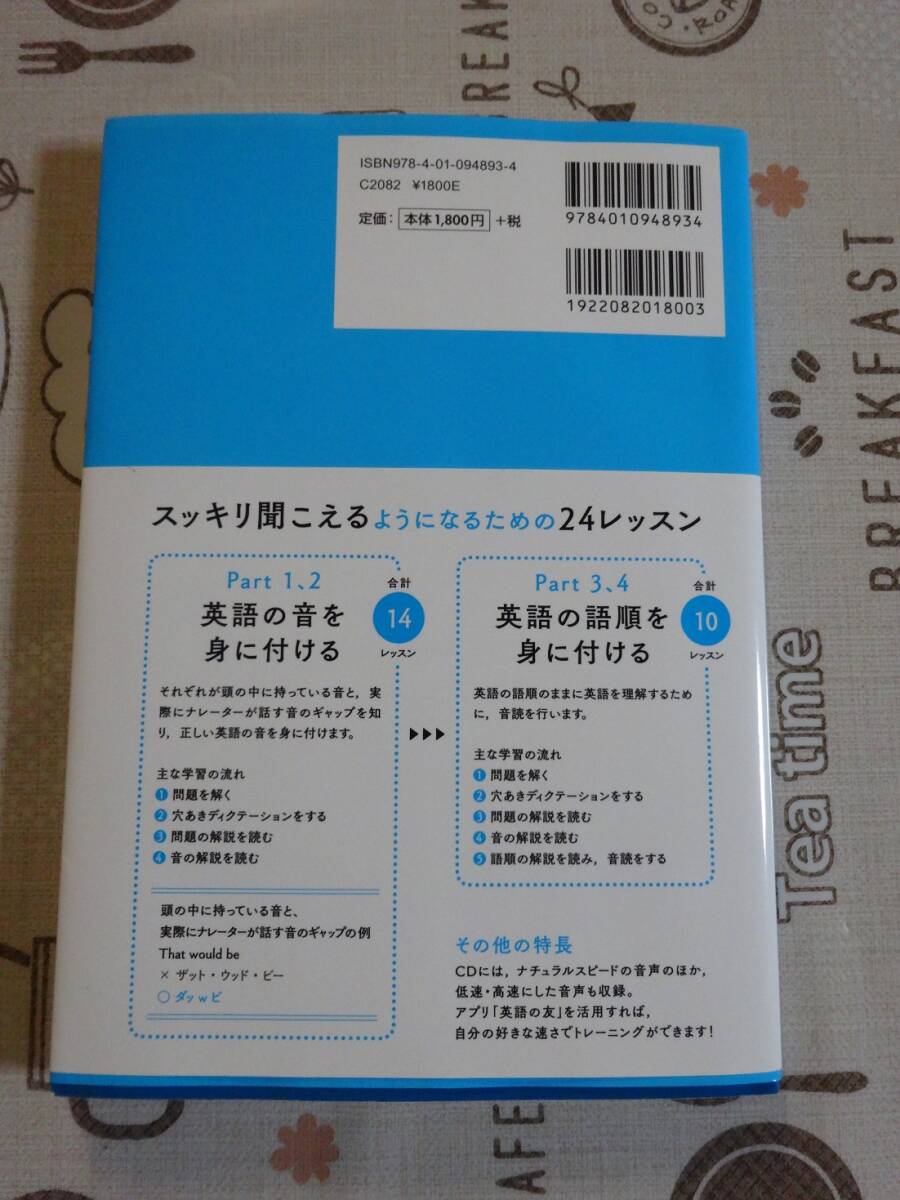 ISBN978-4-01-094893-4
C2082 ¥1800E
定価: 本体1,800円 +税
9784010948934
1922082018003
スッキリ聞こえるようになるための24レッスン
Part 1、2
英語の音を
身に付ける
合計
14
レッスン
それぞれが頭の中に持っている音と, 実
際にナレーターが話す音のギャップを知
り, 正しい英語の音を身に付けます。
主な学習の流れ
1 問題を解く
2 穴あきディクテーションをする
3 問題の解説を読む
4 音の解説を読む
頭の中に持っている音と、
実際にナレーターが話す音のギャップの例
That would be
× ザット・ウッド・ビー
○ ダッwビ
Part 3、4
英語の語順を
身に付ける
合計
10
レッスン
英語の語順のままに英語を理解するため
に, 音読を行います。
主な学習の流れ
1 問題を解く
2 穴あきディクテーションをする
3 問題の解説を読む
4 音の解説を読む
5 語順の解説を読み, 音読をする
その他の特長
CDには, ナチュラルスピードの音声のほか,
低速・高速にした音声も収録。
アプリ「英語の友」を活用すれば,
自分の好きな速さでトレーニングができます!
BREAKFAST
Tea time